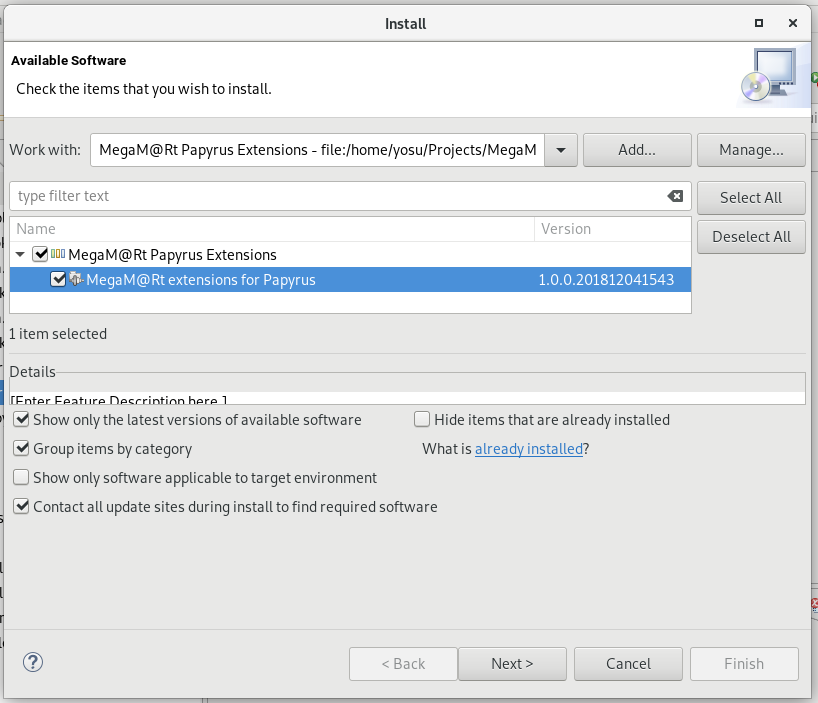 Install
Available Software
Check the items that you wish to install.
Work with: MegaM@Rt Papyrus Extensions - file:/home/yosu/Projects/MegaM Add... Manage...
type filter text Select All
Name Version Deselect All
MegaM@Rt Papyrus Extensions
MegaM@Rt extensions for Papyrus 1.0.0.201812041543
1 item selected
Details
[Enter Feature Description here.]
Show only the latest versions of available software Hide items that are already installed
Group items by category What is already installed?
Show only software applicable to target environment
Contact all update sites during install to find required software
? < Back Next > Cancel Finish